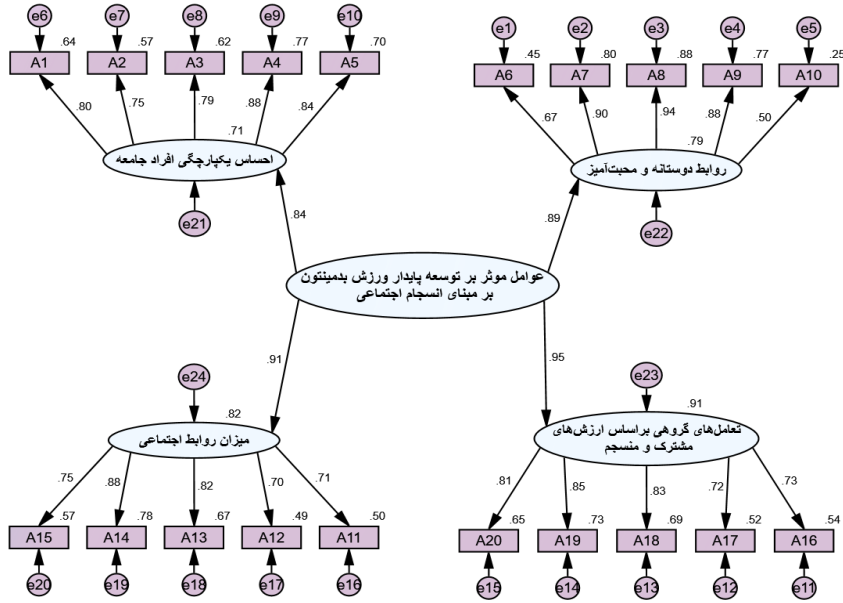 e6 e7 e8 e9 e10
.64 .57 .62 .77 .70
A1 A2 A3 A4 A5
.80 .75 .79 .88 .84
.71
احساس یکپارچگی افراد جامعه
e21
.84
e1 e2 e3 e4 e5
.45 .80 .88 .77 .25
A6 A7 A8 A9 A10
.67 .90 .94 .88 .50
.79
روابط دوستانه و محبت‌آمیز
e22
.89
عوامل موثر بر توسعه پایدار ورزش بدمینتون
بر مبنای انسجام اجتماعی
.91
.95
e24
.82
میزان روابط اجتماعی
.75 .88 .82 .70 .71
.57 .78 .67 .49 .50
A15 A14 A13 A12 A11
e20 e19 e18 e17 e16
e23
.91
تعامل‌های گروهی براساس ارزش‌های
مشترک و منسجم
.81 .85 .83 .72 .73
.65 .73 .69 .52 .54
A20 A19 A18 A17 A16
e15 e14 e13 e12 e11